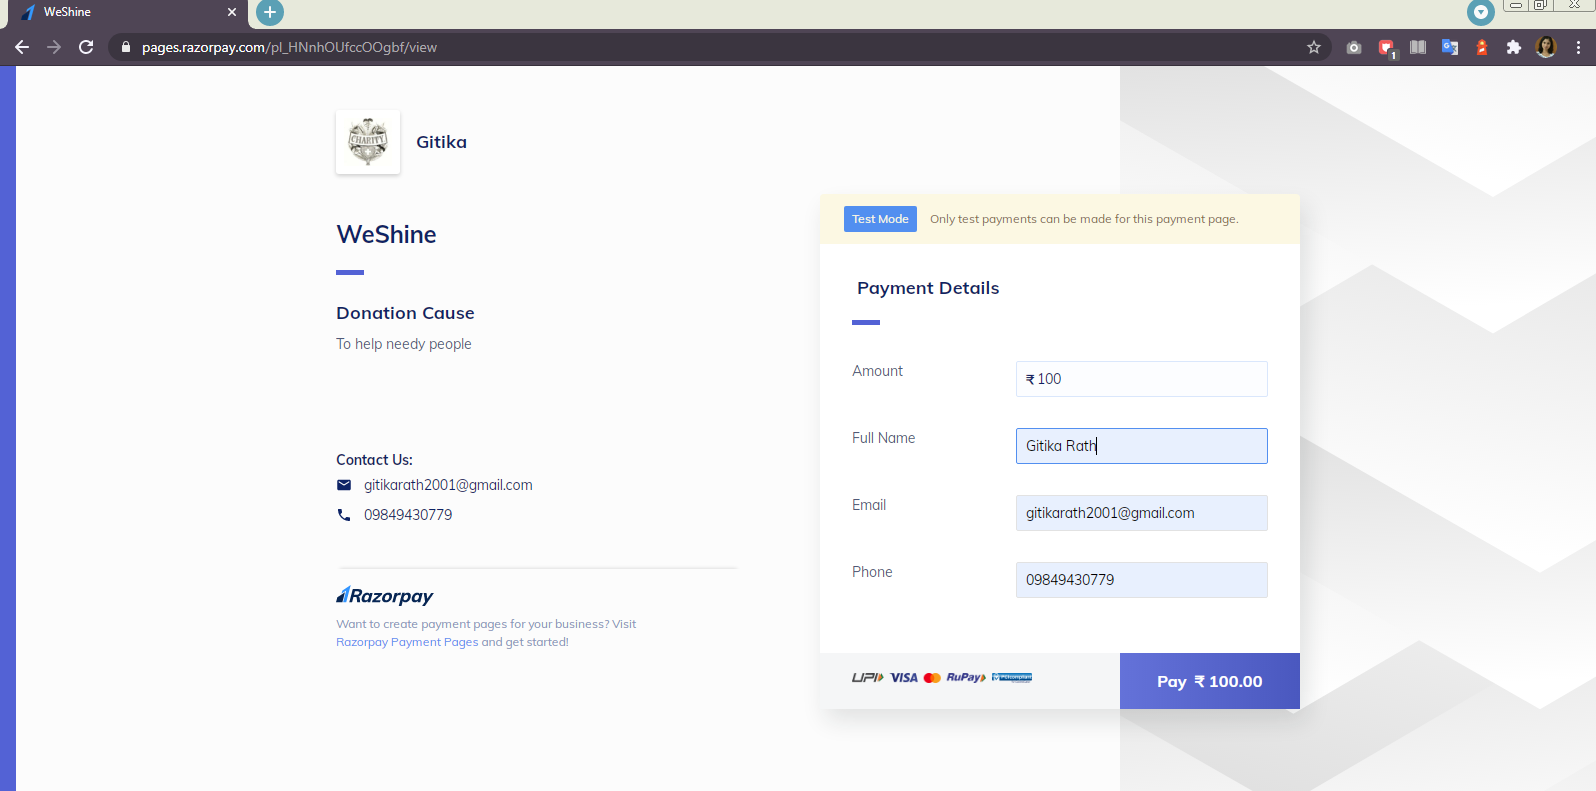 WeShine
pages.razorpay.com/pl_HNnhOUfccOOgbf/view
1
CHARITY
Gitika
WeShine
Donation Cause
To help needy people
Contact Us:
gitikarath2001@gmail.com
09849430779
Razorpay
Want to create payment pages for your business? Visit
Razorpay Payment Pages and get started!
Test Mode Only test payments can be made for this payment page.
Payment Details
Amount ₹ 100
Full Name Gitika Rath
Email gitikarath2001@gmail.com
Phone 09849430779
UPI VISA RuPay
Pay ₹ 100.00